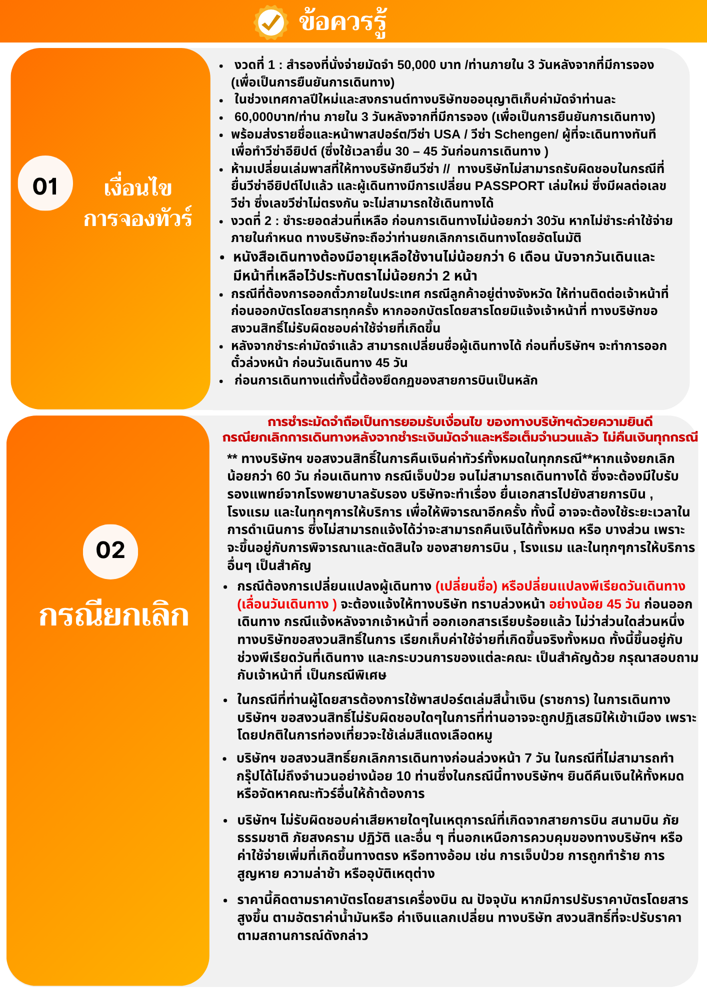 ข้อควรรู้
01
เงื่อนไข
การจองทัวร์
• งวดที่ 1 : สำรองที่นั่งจ่ายมัดจำ 50,000 บาท /ท่านภายใน 3 วันหลังจากที่มีการจอง
(เพื่อเป็นการยืนยันการเดินทาง)
• ในช่วงเทศกาลปีใหม่และสงกรานต์ทางบริษัทขออนุญาติเก็บค่ามัดจำท่านละ
• 60,000บาท/ท่าน ภายใน 3 วันหลังจากที่มีการจอง (เพื่อเป็นการยืนยันการเดินทาง)
• พร้อมส่งรายชื่อและหน้าพาสปอร์ต/วีซ่า USA / วีซ่า Schengen/ ผู้ที่จะเดินทางทันที
เพื่อทำวีซ่าอียิปต์ (ซึ่งใช้เวลายื่น 30 – 45 วันก่อนการเดินทาง )
• ห้ามเปลี่ยนเล่มพาสที่ให้ทางบริษัทยืนวีซ่า // ทางบริษัทไม่สามารถรับผิดชอบในกรณีที่
ยื่นวีซ่าอียิปต์ไปแล้ว และผู้เดินทางมีการเปลี่ยน PASSPORT เล่มใหม่ ซึ่งมีผลต่อเลข
วีซ่า ซึ่งเลขวีซ่าไม่ตรงกัน จะไม่สามารถใช้เดินทางได้
• งวดที่ 2 : ชำระยอดส่วนที่เหลือ ก่อนการเดินทางไม่น้อยกว่า 30วัน หากไม่ชำระค่าใช้จ่าย
ภายในกำหนด ทางบริษัทจะถือว่าท่านยกเลิกการเดินทางโดยอัตโนมัติ
• หนังสือเดินทางต้องมีอายุเหลือใช้งานไม่น้อยกว่า 6 เดือน นับจากวันเดินและ
มีหน้าที่เหลือไว้ประทับตราไม่น้อยกว่า 2 หน้า
• กรณีที่ต้องการออกตั๋วภายในประเทศ กรณีลูกค้าอยู่ต่างจังหวัด ให้ท่านติดต่อเจ้าหน้าที่
ก่อนออกบัตรโดยสารทุกครั้ง หากออกบัตรโดยสารโดยมิแจ้งเจ้าหน้าที่ ทางบริษัทขอ
สงวนสิทธิ์ไม่รับผิดชอบค่าใช้จ่ายที่เกิดขึ้น
• หลังจากชำระค่ามัดจำแล้ว สามารถเปลี่ยนชื่อผู้เดินทางได้ ก่อนที่บริษัทฯ จะทำการออก
ตั๋วล่วงหน้า ก่อนวันเดินทาง 45 วัน
• ก่อนการเดินทางแต่ทั้งนี้ต้องยึดกฏของสายการบินเป็นหลัก
02
กรณียกเลิก
การชำระมัดจำถือเป็นการยอมรับเงื่อนไข ของทางบริษัทฯด้วยความยินดี
กรณียกเลิกการเดินทางหลังจากชำระเงินมัดจำและหรือเต็มจำนวนแล้ว ไม่คืนเงินทุกกรณี
** ทางบริษัทฯ ขอสงวนสิทธิ์ในการคืนเงินค่าทัวร์ทั้งหมดในทุกกรณี**หากแจ้งยกเลิก
น้อยกว่า 60 วัน ก่อนเดินทาง กรณีเจ็บป่วย จนไม่สามารถเดินทางได้ ซึ่งจะต้องมีใบรับ
รองแพทย์จากโรงพยาบาลรับรอง บริษัทจะทำเรื่อง ยื่นเอกสารไปยังสายการบิน ,
โรงแรม และในทุกๆการให้บริการ เพื่อให้พิจารณาอีกครั้ง ทั้งนี้ อาจจะต้องใช้ระยะเวลาใน
การดำเนินการ ซึ่งไม่สามารถแจ้งได้ว่าจะสามารถคืนเงินได้ทั้งหมด หรือ บางส่วน เพราะ
จะขึ้นอยู่กับการพิจารณาและตัดสินใจ ของสายการบิน , โรงแรม และในทุกๆการให้บริการ
อื่นๆ เป็นสำคัญ
• กรณีต้องการเปลี่ยนแปลงผู้เดินทาง (เปลี่ยนชื่อ) หรือปลี่ยนแปลงพีเรียดวันเดินทาง
(เลื่อนวันเดินทาง ) จะต้องแจ้งให้ทางบริษัท ทราบล่วงหน้า อย่างน้อย 45 วัน ก่อนออก
เดินทาง กรณีแจ้งหลังจากเจ้าหน้าที่ ออกเอกสารเรียบร้อยแล้ว ไม่ว่าส่วนใดส่วนหนึ่ง
ทางบริษัทขอสงวนสิทธิ์ในการ เรียกเก็บค่าใช้จ่ายที่เกิดขึ้นจริงทั้งหมด ทั้งนี้ขึ้นอยู่กับ
ช่วงพีเรียดวันที่เดินทาง และกระบวนการของแต่ละคณะ เป็นสำคัญด้วย กรุณาสอบถาม
กับเจ้าหน้าที่ เป็นกรณีพิเศษ
• ในกรณีที่ท่านผู้โดยสารต้องการใช้พาสปอร์ตเล่มสีน้ำเงิน (ราชการ) ในการเดินทาง
บริษัทฯ ขอสงวนสิทธิ์ไม่รับผิดชอบใดๆในการที่ท่านอาจจะถูกปฏิเสธมิให้เข้าเมือง เพราะ
โดยปกติในการท่องเที่ยวจะใช้เล่มสีแดงเลือดหมู
• บริษัทฯ ขอสงวนสิทธิ์ยกเลิกการเดินทางก่อนล่วงหน้า 7 วัน ในกรณีที่ไม่สามารถทำ
กรุ๊ปได้ไม่ถึงจำนวนอย่างน้อย 10 ท่านซึ่งในกรณีนี้ทางบริษัทฯ ยินดีคืนเงินให้ทั้งหมด
หรือจัดหาคณะทัวร์อื่นให้ถ้าต้องการ
• บริษัทฯ ไม่รับผิดชอบค่าเสียหายใดๆในเหตุการณ์ที่เกิดจากสายการบิน สนามบิน ภัย
ธรรมชาติ ภัยสงคราม ปฏิวัติ และอื่น ๆ ที่นอกเหนือการควบคุมของทางบริษัทฯ หรือ
ค่าใช้จ่ายเพิ่มที่เกิดขึ้นทางตรง หรือทางอ้อม เช่น การเจ็บป่วย การถูกทำร้าย การ
สูญหาย ความล่าช้า หรืออุบัติเหตุต่าง
• ราคานี้คิดตามราคาบัตรโดยสารเครื่องบิน ณ ปัจจุบัน หากมีการปรับราคาบัตรโดยสาร
สูงขึ้น ตามอัตราค่าน้ำมันหรือ ค่าเงินแลกเปลี่ยน ทางบริษัท สงวนสิทธิ์ที่จะปรับราคา
ตามสถานการณ์ดังกล่าว